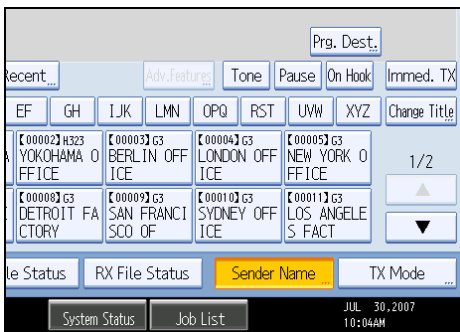 Prg. Dest.
Recent
Adv.Features
Tone
Pause
On Hook
Immed. TX
EF
GH
IJK
LMN
OPQ
RST
UVW
XYZ
Change Title
【00002】H323
YOKOHAMA O
FFICE
【00003】G3
BERLIN OFF
ICE
【00004】G3
LONDON OFF
ICE
【00005】G3
NEW YORK O
FFICE
1/2
【00008】G3
DETROIT FA
CTORY
【00009】G3
SAN FRANCI
SCO OF
【00010】G3
SYDNEY OFF
ICE
【00011】G3
LOS ANGELE
S FACT
▲
▼
le Status
RX File Status
Sender Name
TX Mode
System Status
Job List
JUL 30,2007
10:04AM